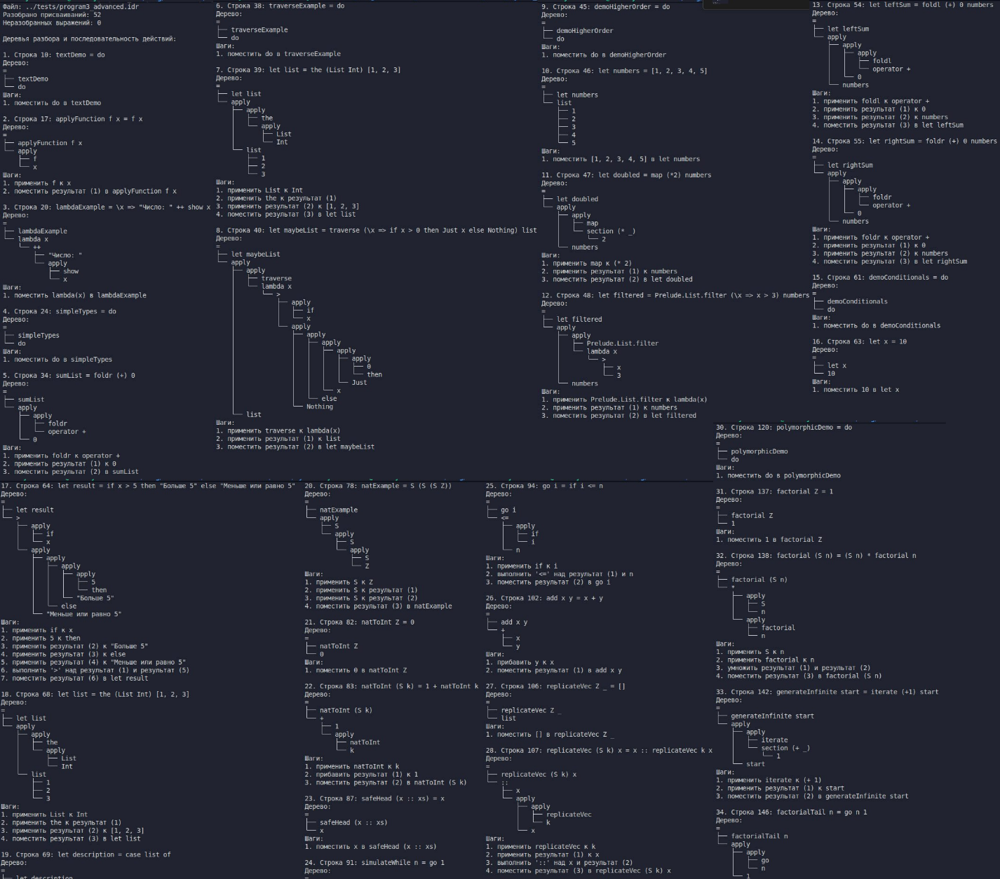 Файл: ../tests/program3_advanced.idr
Разобрано присваиваний: 52
Неразобранных выражений: 0
Деревья разбора и последовательность действий:
1. Строка 10: textDemo = do
Дерево:
=
├── textDemo
└── do
Шаги:
1. поместить do в textDemo
2. Строка 17: applyFunction f x = f x
Дерево:
=
├── applyFunction f x
└── apply
    ├── f
    └── x
Шаги:
1. применить f к x
2. поместить результат (1) в applyFunction f x
3. Строка 20: lambdaExample = \x => "Число: " ++ show x
Дерево:
=
├── lambdaExample
└── lambda x
    └── ++
        ├── "Число: "
        └── apply
            ├── show
            └── x
Шаги:
1. поместить lambda(x) в lambdaExample
4. Строка 24: simpleTypes = do
Дерево:
=
├── simpleTypes
└── do
Шаги:
1. поместить do в simpleTypes
5. Строка 34: sumList = foldr (+) 0
Дерево:
=
├── sumList
└── apply
    ├── apply
    │   ├── foldr
    │   └── operator +
    └── 0
Шаги:
1. применить foldr к operator +
2. применить результат (1) к 0
3. поместить результат (2) в sumList
6. Строка 38: traverseExample = do
Дерево:
=
├── traverseExample
└── do
Шаги:
1. поместить do в traverseExample
7. Строка 39: let list = the (List Int) [1, 2, 3]
Дерево:
=
├── let list
└── apply
    ├── apply
    │   ├── the
    │   └── apply
    │       ├── List
    │       └── Int
    └── list
        ├── 1
        ├── 2
        └── 3
Шаги:
1. применить List к Int
2. применить the к результат (1)
3. применить результат (2) к [1, 2, 3]
4. поместить результат (3) в let list
8. Строка 40: let maybeList = traverse (\x => if x > 0 then Just x else Nothing) list
Дерево:
=
├── let maybeList
└── apply
    ├── apply
    │   ├── traverse
    │   └── lambda x
    │       └── >
    │           ├── apply
    │           │   ├── if
    │           │   └── x
    │           └── apply
    │               ├── apply
    │               │   ├── apply
    │               │   │   ├── apply
    │               │   │   │   ├── apply
    │               │   │   │   │   ├── 0
    │               │   │   │   │   └── then
    │               │   │   │   └── Just
    │               │   │   └── x
    │               │   └── else
    │               └── Nothing
    └── list
Шаги:
1. применить traverse к lambda(x)
2. применить результат (1) к list
3. поместить результат (2) в let maybeList
9. Строка 45: demoHigherOrder = do
Дерево:
=
├── demoHigherOrder
└── do
Шаги:
1. поместить do в demoHigherOrder
10. Строка 46: let numbers = [1, 2, 3, 4, 5]
Дерево:
=
├── let numbers
└── list
    ├── 1
    ├── 2
    ├── 3
    ├── 4
    └── 5
Шаги:
1. поместить [1, 2, 3, 4, 5] в let numbers
11. Строка 47: let doubled = map (*2) numbers
Дерево:
=
├── let doubled
└── apply
    ├── apply
    │   ├── map
    │   └── section (* _)
    │       └── 2
    └── numbers
Шаги:
1. применить map к (* 2)
2. применить результат (1) к numbers
3. поместить результат (2) в let doubled
12. Строка 48: let filtered = Prelude.List.filter (\x => x > 3) numbers
Дерево:
=
├── let filtered
└── apply
    ├── apply
    │   ├── Prelude.List.filter
    │   └── lambda x
    │       └── >
    │           ├── x
    │           └── 3
    └── numbers
Шаги:
1. применить Prelude.List.filter к lambda(x)
2. применить результат (1) к numbers
3. поместить результат (2) в let filtered
13. Строка 54: let leftSum = foldl (+) 0 numbers
Дерево:
=
├── let leftSum
└── apply
    ├── apply
    │   ├── apply
    │   │   ├── foldl
    │   │   └── operator +
    │   └── 0
    └── numbers
Шаги:
1. применить foldl к operator +
2. применить результат (1) к 0
3. применить результат (2) к numbers
4. поместить результат (3) в let leftSum
14. Строка 55: let rightSum = foldr (+) 0 numbers
Дерево:
=
├── let rightSum
└── apply
    ├── apply
    │   ├── apply
    │   │   ├── foldr
    │   │   └── operator +
    │   └── 0
    └── numbers
Шаги:
1. применить foldr к operator +
2. применить результат (1) к 0
3. применить результат (2) к numbers
4. поместить результат (3) в let rightSum
15. Строка 61: demoConditionals = do
Дерево:
=
├── demoConditionals
└── do
Шаги:
1. поместить do в demoConditionals
16. Строка 63: let x = 10
Дерево:
=
├── let x
└── 10
Шаги:
1. поместить 10 в let x
17. Строка 64: let result = if x > 5 then "Больше 5" else "Меньше или равно 5"
Дерево:
=
├── let result
└── >
    ├── apply
    │   ├── if
    │   └── x
    └── apply
        ├── apply
        │   ├── apply
        │   │   ├── apply
        │   │   │   ├── 5
        │   │   │   └── then
        │   │   └── "Больше 5"
        │   └── else
        └── "Меньше или равно 5"
Шаги:
1. применить if к x
2. применить 5 к then
3. применить результат (2) к "Больше 5"
4. применить результат (3) к else
5. применить результат (4) к "Меньше или равно 5"
6. выполнить '>' над результат (1) и результат (5)
7. поместить результат (6) в let result
18. Строка 68: let list = the (List Int) [1, 2, 3]
Дерево:
=
├── let list
└── apply
    ├── apply
    │   ├── the
    │   └── apply
    │       ├── List
    │       └── Int
    └── list
        ├── 1
        ├── 2
        └── 3
Шаги:
1. применить List к Int
2. применить the к результат (1)
3. применить результат (2) к [1, 2, 3]
4. поместить результат (3) в let list
19. Строка 69: let description = case list of
Дерево:
=
├── let description
20. Строка 78: natExample = S (S (S Z))
Дерево:
=
├── natExample
└── apply
    ├── S
    └── apply
        ├── S
        └── apply
            ├── S
            └── Z
Шаги:
1. применить S к Z
2. применить S к результат (1)
3. применить S к результат (2)
4. поместить результат (3) в natExample
21. Строка 82: natToInt Z = 0
Дерево:
=
├── natToInt Z
└── 0
Шаги:
1. поместить 0 в natToInt Z
22. Строка 83: natToInt (S k) = 1 + natToInt k
Дерево:
=
├── natToInt (S k)
└── +
    ├── 1
    └── apply
        ├── natToInt
        └── k
Шаги:
1. применить natToInt к k
2. прибавить результат (1) к 1
3. поместить результат (2) в natToInt (S k)
23. Строка 87: safeHead (x :: xs) = x
Дерево:
=
├── safeHead (x :: xs)
└── x
Шаги:
1. поместить x в safeHead (x :: xs)
24. Строка 91: simulateWhile n = go 1
Дерево:
=
25. Строка 94: go i = if i <= n
Дерево:
=
├── go i
└── <=
    ├── apply
    │   ├── if
    │   └── i
    └── n
Шаги:
1. применить if к i
2. выполнить '<=' над результат (1) и n
3. поместить результат (2) в go i
26. Строка 102: add x y = x + y
Дерево:
=
├── add x y
└── +
    ├── x
    └── y
Шаги:
1. прибавить y к x
2. поместить результат (1) в add x y
27. Строка 106: replicateVec Z _ = []
Дерево:
=
├── replicateVec Z _
└── list
Шаги:
1. поместить [] в replicateVec Z _
28. Строка 107: replicateVec (S k) x = x :: replicateVec k x
Дерево:
=
├── replicateVec (S k) x
└── ::
    ├── x
    └── apply
        ├── apply
        │   ├── replicateVec
        │   └── k
        └── x
Шаги:
1. применить replicateVec к k
2. применить результат (1) к x
3. выполнить '::' над x и результат (2)
4. поместить результат (3) в replicateVec (S k) x
30. Строка 120: polymorphicDemo = do
Дерево:
=
├── polymorphicDemo
└── do
Шаги:
1. поместить do в polymorphicDemo
31. Строка 137: factorial Z = 1
Дерево:
=
├── factorial Z
└── 1
Шаги:
1. поместить 1 в factorial Z
32. Строка 138: factorial (S n) = (S n) * factorial n
Дерево:
=
├── factorial (S n)
└── *
    ├── apply
    │   ├── S
    │   └── n
    └── apply
        ├── factorial
        └── n
Шаги:
1. применить S к n
2. применить factorial к n
3. умножить результат (1) и результат (2)
4. поместить результат (3) в factorial (S n)
33. Строка 142: generateInfinite start = iterate (+1) start
Дерево:
=
├── generateInfinite start
└── apply
    ├── apply
    │   ├── iterate
    │   └── section (+ _)
    │       └── 1
    └── start
Шаги:
1. применить iterate к (+ 1)
2. применить результат (1) к start
3. поместить результат (2) в generateInfinite start
34. Строка 146: factorialTail n = go n 1
Дерево:
=
├── factorialTail n
└── apply
    ├── apply
    │   ├── go
    │   └── n
    └── 1